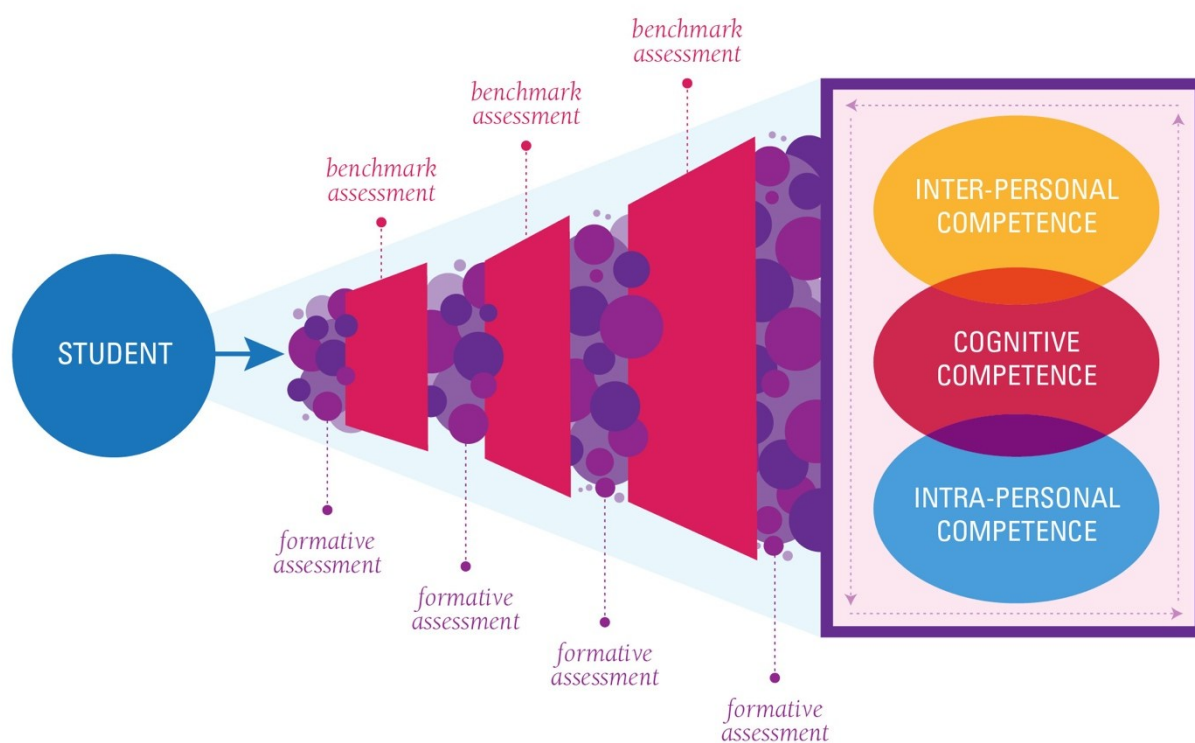 benchmark
assessment
benchmark
assessment
benchmark
assessment
STUDENT
formative
assessment
formative
assessment
formative
assessment
formative
assessment
INTER-PERSONAL
COMPETENCE
COGNITIVE
COMPETENCE
INTRA-PERSONAL
COMPETENCE